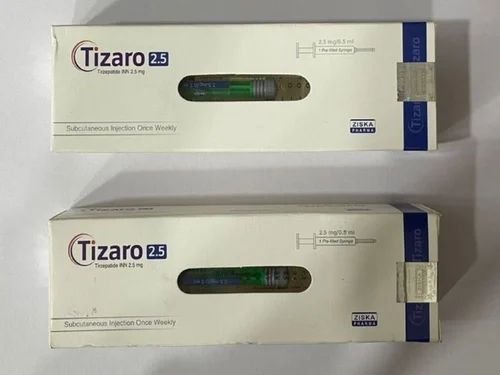 Tizaro 2.5
Tirzepatide INN 2.5 mg
2.5 mg/0.5 ml
1 Pre-filled Syringe
Subcutaneous Injection Once Weekly
ZISKA
PHARMA
Tizaro
Tizaro 2.5
Tirzepatide INN 2.5 mg
2.5 mg/0.5 ml
1 Pre-filled Syringe
Subcutaneous Injection Once Weekly
ZISKA
PHARMA
Tizaro